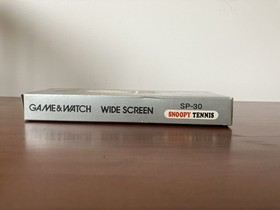 GAME&WATCH WIDE SCREEN SP-30
SNOOPY TENNIS